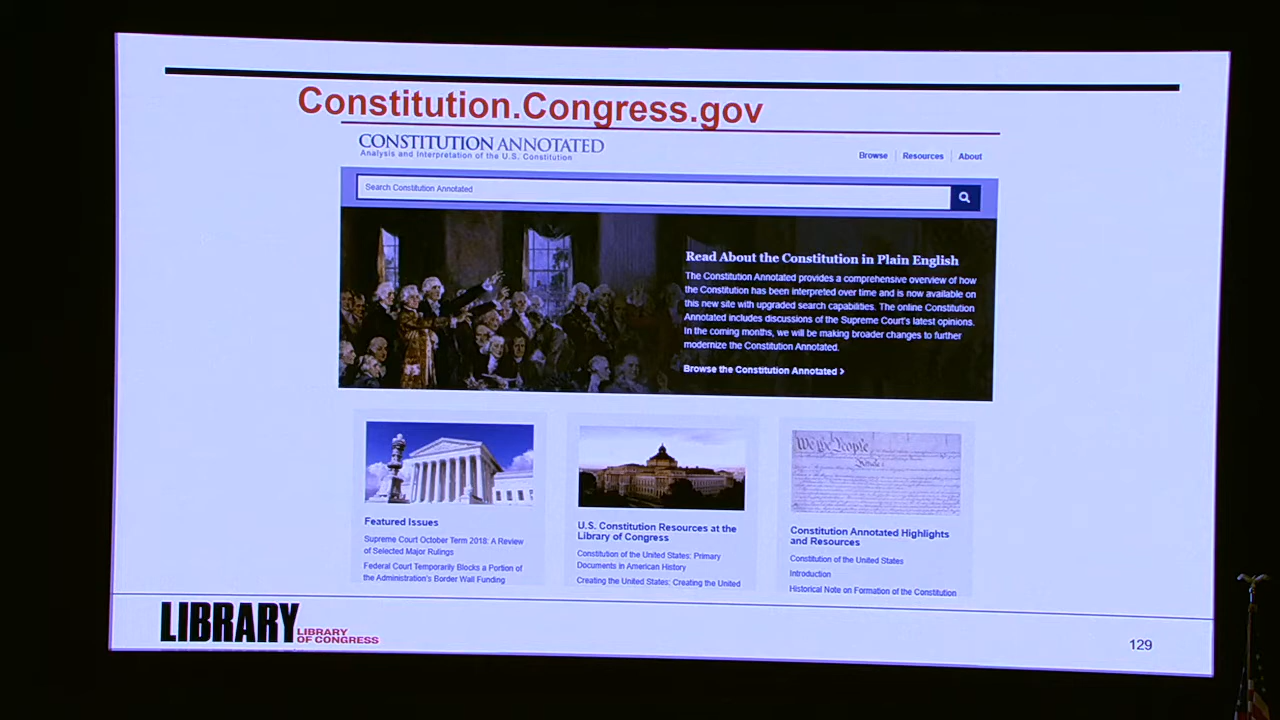 Constitution.Congress.gov
CONSTITUTION ANNOTATED
Analysis and Interpretation of the U.S. Constitution
Browse
Resources
About
Search Constitution Annotated
Read About the Constitution in Plain English
The Constitution Annotated provides a comprehensive overview of how
the Constitution has been interpreted over time and is now available on
this new site with upgraded search capabilities. The online Constitution
Annotated includes discussions of the Supreme Court's latest opinions.
In the coming months, we will be making broader changes to further
modernize the Constitution Annotated.
Browse the Constitution Annotated >
Featured Issues
Supreme Court October Term 2018: A Review
of Selected Major Rulings
Federal Court Temporarily Blocks a Portion of
the Administration's Border Wall Funding
U.S. Constitution Resources at the
Library of Congress
Constitution of the United States: Primary
Documents in American History
Creating the United States: Creating the United
We the People
Article I
Constitution Annotated Highlights
and Resources
Constitution of the United States
Introduction
Historical Note on Formation of the Constitution
LIBRARY
LIBRARY
OF CONGRESS
129